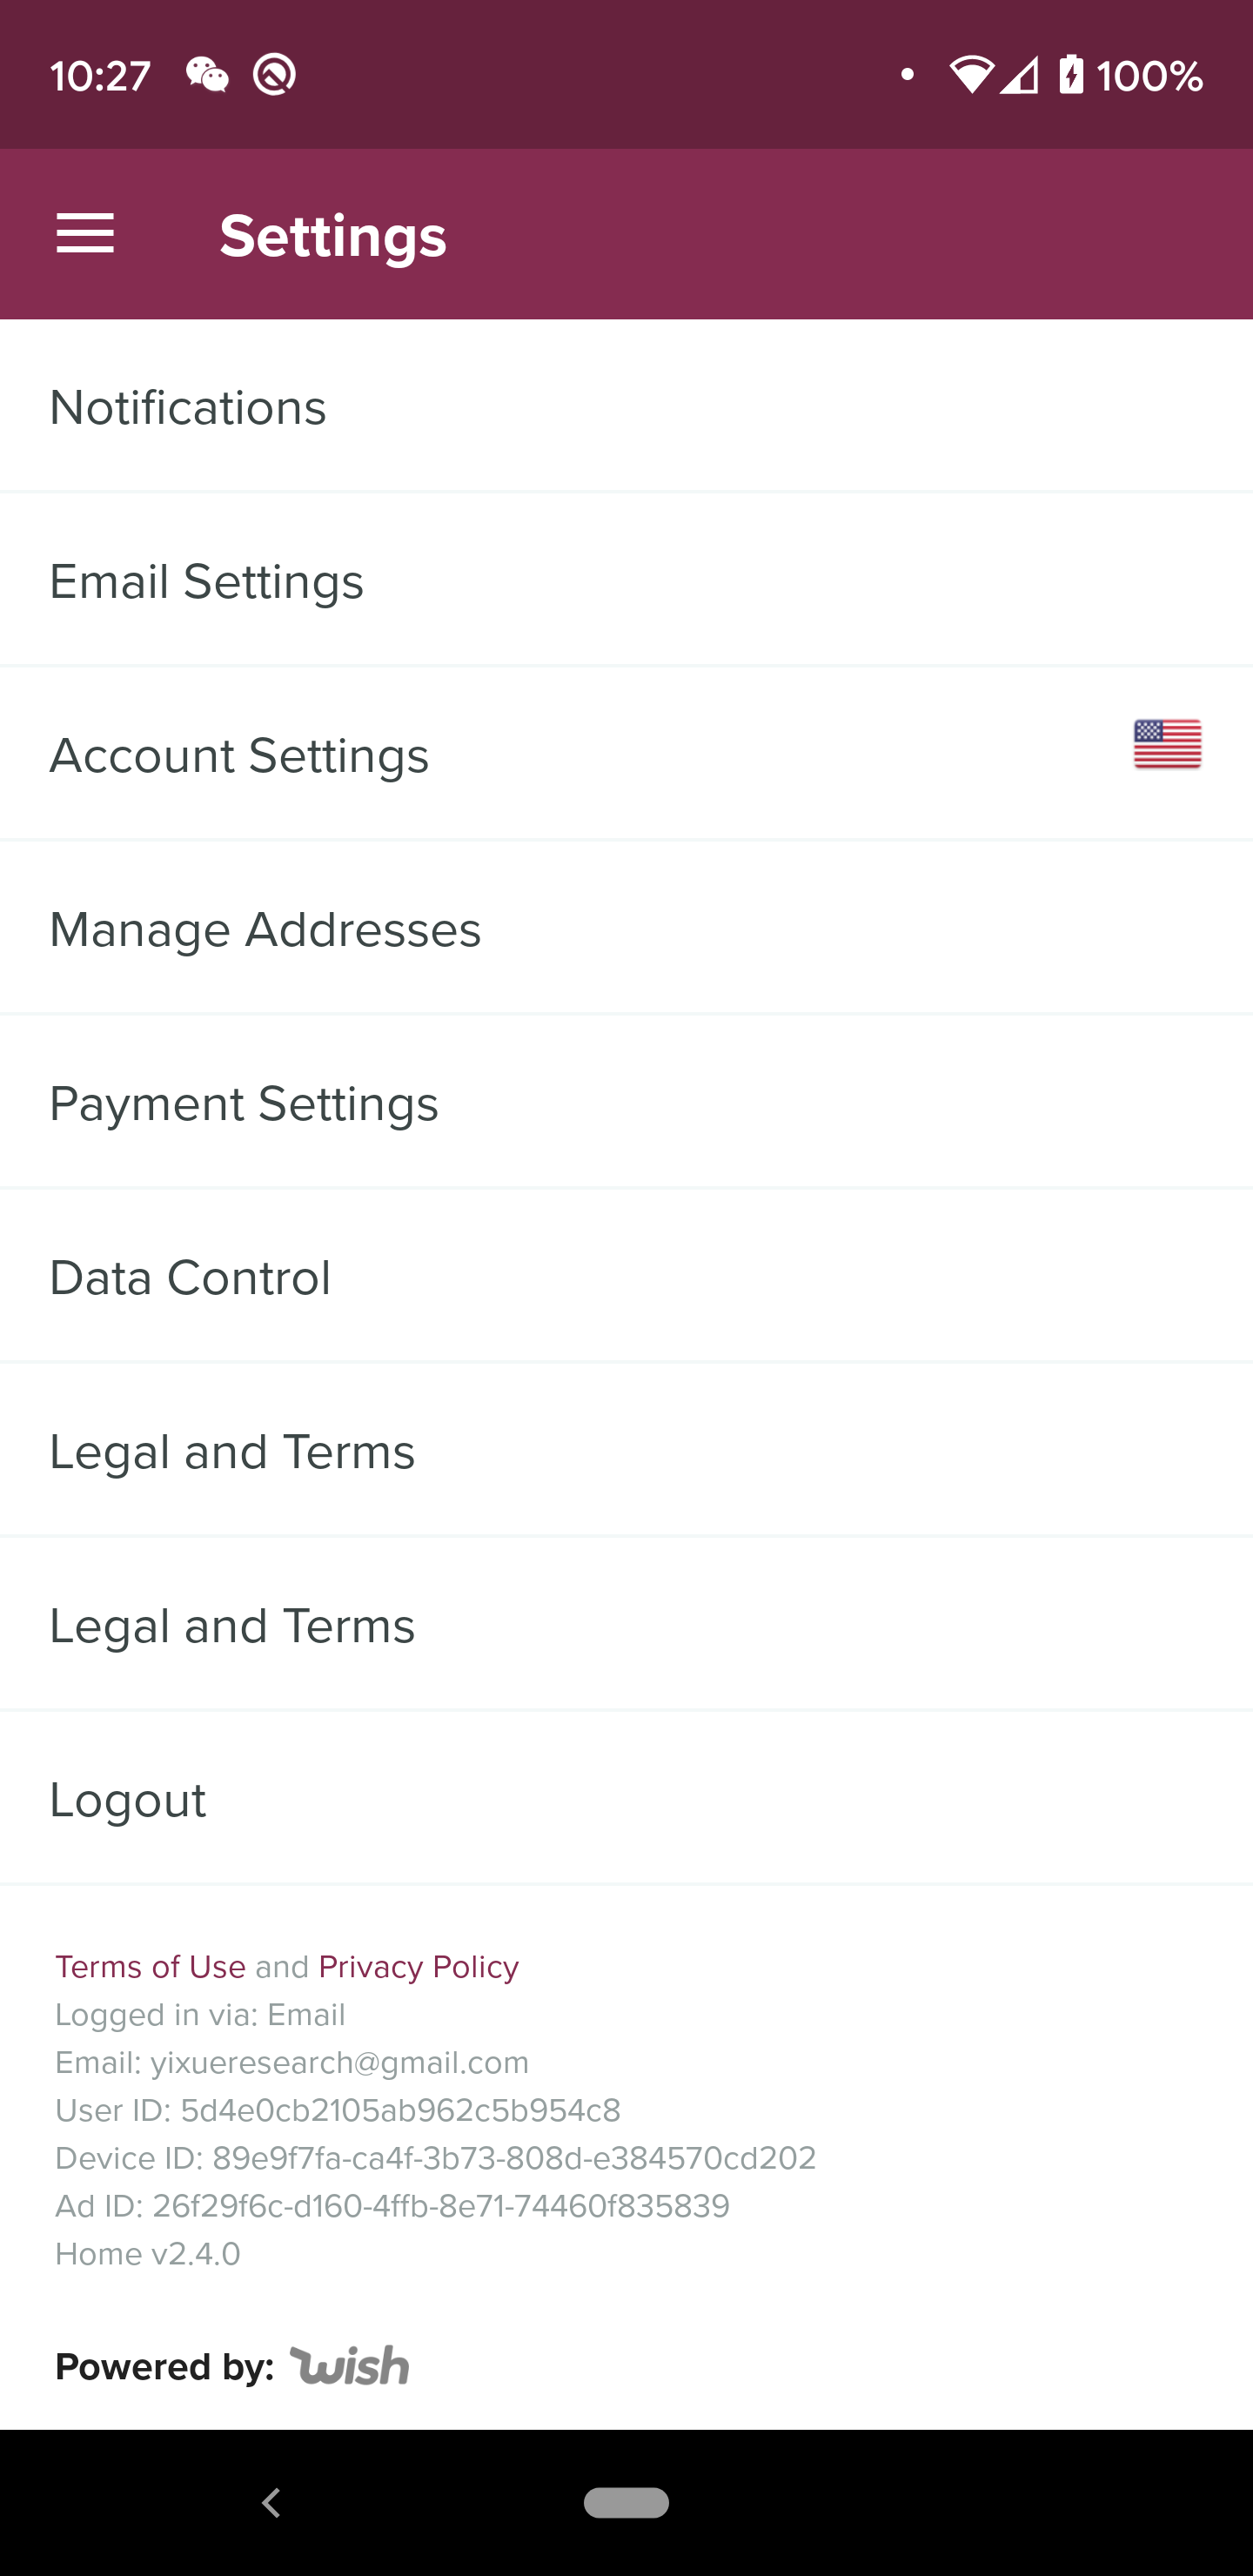 10:27
100%
Settings
Notifications
Email Settings
Account Settings
Manage Addresses
Payment Settings
Data Control
Legal and Terms
Legal and Terms
Logout
Terms of Use and Privacy Policy
Logged in via: Email
Email: yixueresearch@gmail.com
User ID: 5d4e0cb2105ab962c5b954c8
Device ID: 89e9f7fa-ca4f-3b73-808d-e384570cd202
Ad ID: 26f29f6c-d160-4ffb-8e71-74460f835839
Home v2.4.0
Powered by: wish